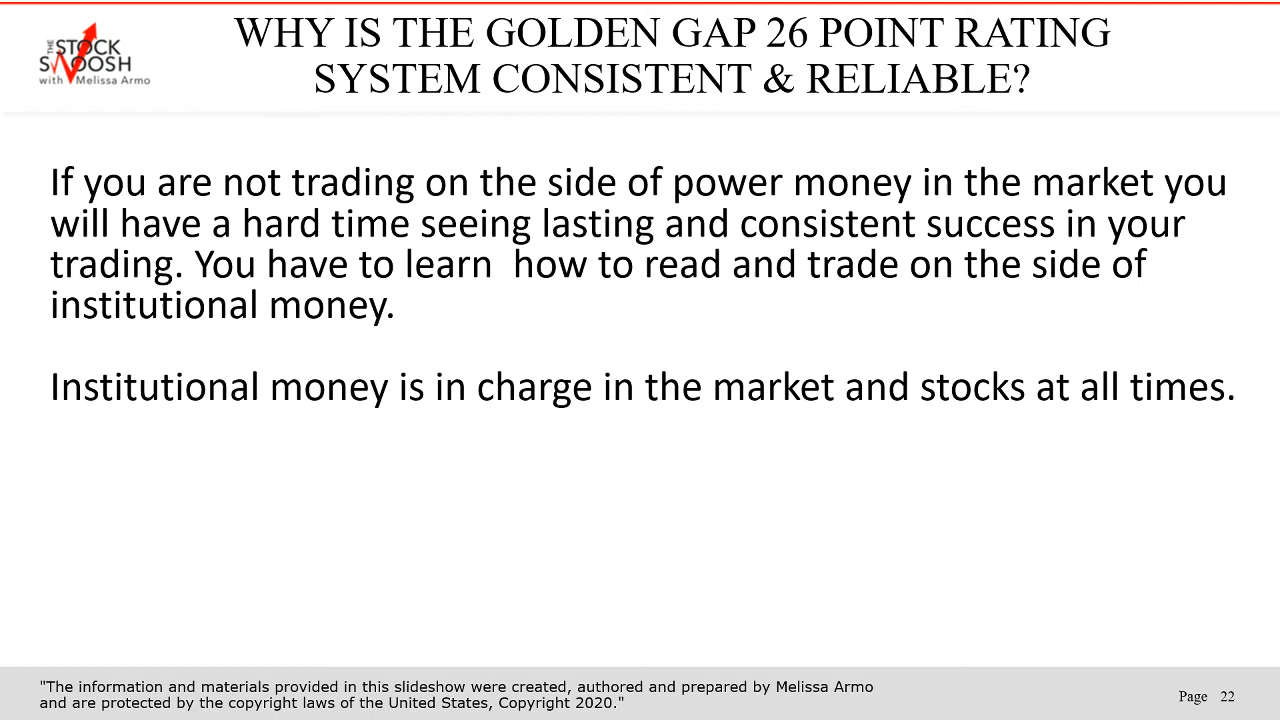 THE
STOCK
SWOOSH
with Melissa Armo
WHY IS THE GOLDEN GAP 26 POINT RATING
SYSTEM CONSISTENT & RELIABLE?
If you are not trading on the side of power money in the market you
will have a hard time seeing lasting and consistent success in your
trading. You have to learn  how to read and trade on the side of
institutional money.
Institutional money is in charge in the market and stocks at all times.
"The information and materials provided in this slideshow were created, authored and prepared by Melissa Armo
and are protected by the copyright laws of the United States, Copyright 2020."
Page 22